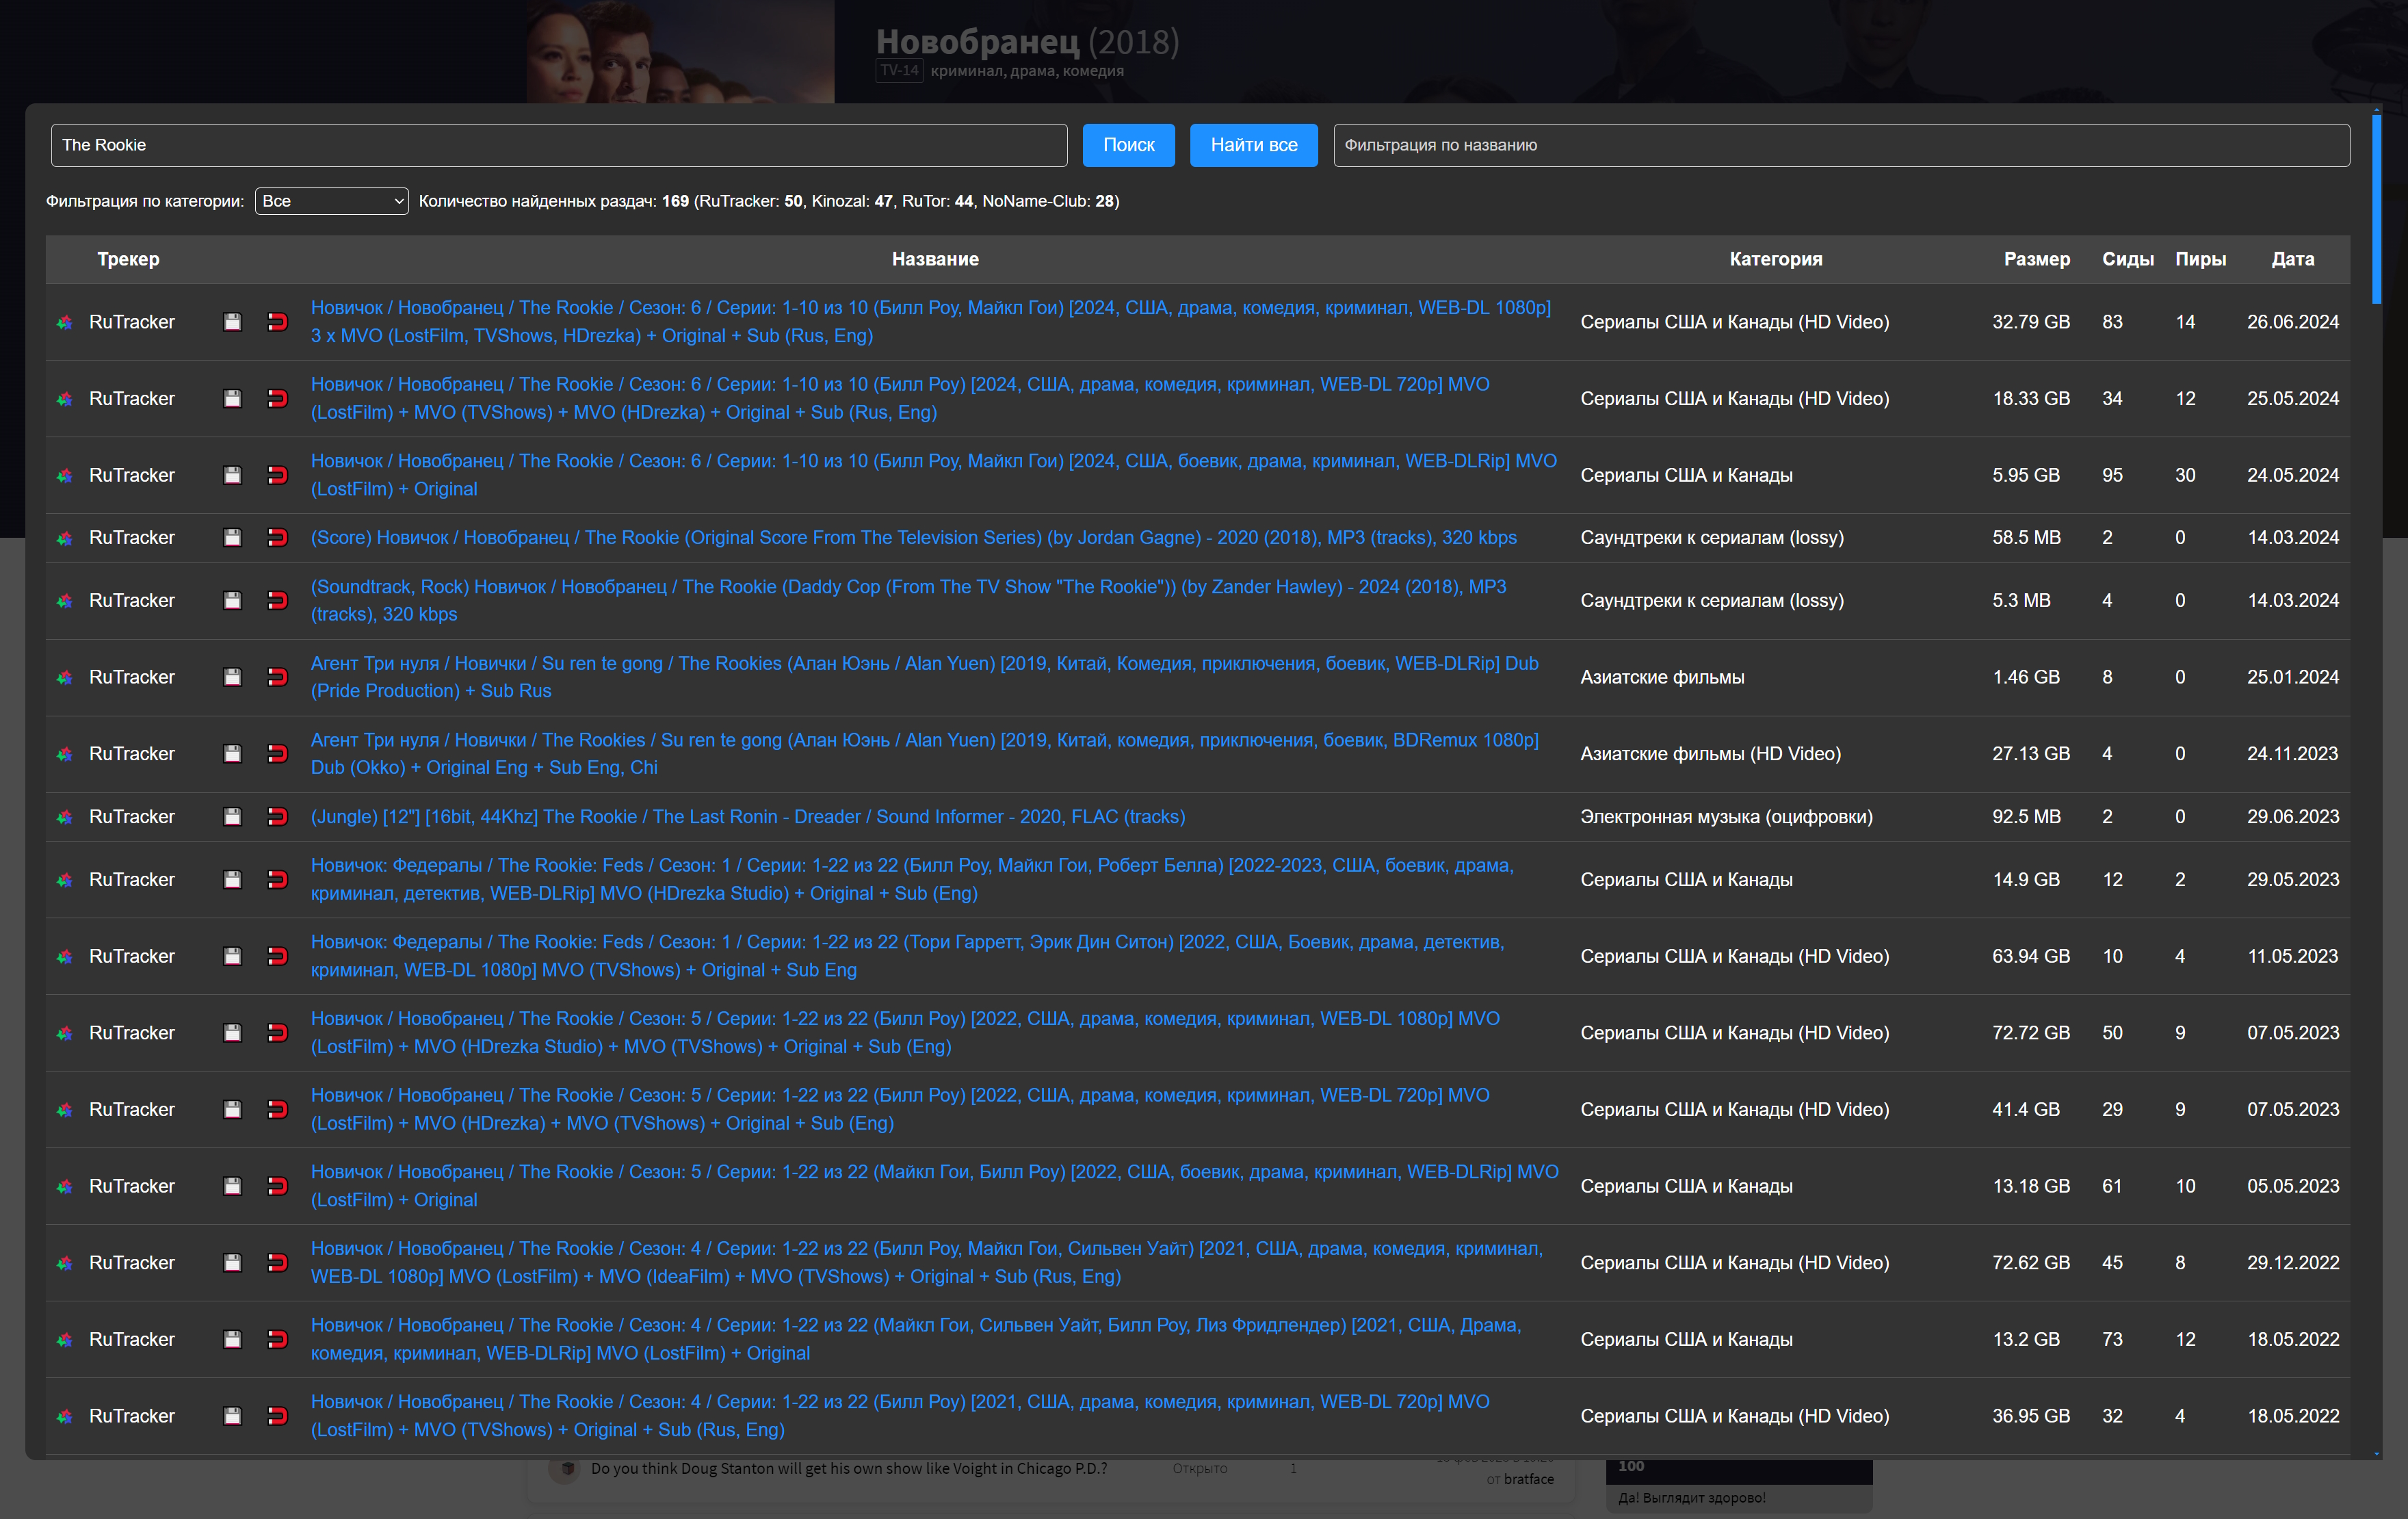 Новобранец (2018)
TV-14 криминал, драма, комедия
The Rookie
Поиск
Найти все
Фильтрация по названию
Фильтрация по категории: Все Количество найденных раздач: 169 (RuTracker: 50, Kinozal: 47, RuTor: 44, NoName-Club: 28)
Трекер Название Категория Размер Сиды Пиры Дата
RuTracker Новичок / Новобранец / The Rookie / Сезон: 6 / Серии: 1-10 из 10 (Билл Роу, Майкл Гои) [2024, США, драма, комедия, криминал, WEB-DL 1080p]
3 x MVO (LostFilm, TVShows, HDrezka) + Original + Sub (Rus, Eng) Сериалы США и Канады (HD Video) 32.79 GB 83 14 26.06.2024
RuTracker Новичок / Новобранец / The Rookie / Сезон: 6 / Серии: 1-10 из 10 (Билл Роу) [2024, США, драма, комедия, криминал, WEB-DL 720p] MVO
(LostFilm) + MVO (TVShows) + MVO (HDrezka) + Original + Sub (Rus, Eng) Сериалы США и Канады (HD Video) 18.33 GB 34 12 25.05.2024
RuTracker Новичок / Новобранец / The Rookie / Сезон: 6 / Серии: 1-10 из 10 (Билл Роу, Майкл Гои) [2024, США, боевик, драма, криминал, WEB-DLRip] MVO
(LostFilm) + Original Сериалы США и Канады 5.95 GB 95 30 24.05.2024
RuTracker (Score) Новичок / Новобранец / The Rookie (Original Score From The Television Series) (by Jordan Gagne) - 2020 (2018), MP3 (tracks), 320 kbps Саундтреки к сериалам (lossy) 58.5 MB 2 0 14.03.2024
RuTracker (Soundtrack, Rock) Новичок / Новобранец / The Rookie (Daddy Cop (From The TV Show "The Rookie")) (by Zander Hawley) - 2024 (2018), MP3
(tracks), 320 kbps Саундтреки к сериалам (lossy) 5.3 MB 4 0 14.03.2024
RuTracker Агент Три нуля / Новички / Su ren te gong / The Rookies (Алан Юэнь / Alan Yuen) [2019, Китай, Комедия, приключения, боевик, WEB-DLRip] Dub
(Pride Production) + Sub Rus Азиатские фильмы 1.46 GB 8 0 25.01.2024
RuTracker Агент Три нуля / Новички / The Rookies / Su ren te gong (Алан Юэнь / Alan Yuen) [2019, Китай, комедия, приключения, боевик, BDRemux 1080p]
Dub (Okko) + Original Eng + Sub Eng, Chi Азиатские фильмы (HD Video) 27.13 GB 4 0 24.11.2023
RuTracker (Jungle) [12"] [16bit, 44Khz] The Rookie / The Last Ronin - Dreader / Sound Informer - 2020, FLAC (tracks) Электронная музыка (оцифровки) 92.5 MB 2 0 29.06.2023
RuTracker Новичок: Федералы / The Rookie: Feds / Сезон: 1 / Серии: 1-22 из 22 (Билл Роу, Майкл Гои, Роберт Белла) [2022-2023, США, боевик, драма,
криминал, детектив, WEB-DLRip] MVO (HDrezka Studio) + Original + Sub (Eng) Сериалы США и Канады 14.9 GB 12 2 29.05.2023
RuTracker Новичок: Федералы / The Rookie: Feds / Сезон: 1 / Серии: 1-22 из 22 (Тори Гарретт, Эрик Дин Ситон) [2022, США, Боевик, драма, детектив,
криминал, WEB-DL 1080p] MVO (TVShows) + Original + Sub Eng Сериалы США и Канады (HD Video) 63.94 GB 10 4 11.05.2023
RuTracker Новичок / Новобранец / The Rookie / Сезон: 5 / Серии: 1-22 из 22 (Билл Роу) [2022, США, драма, комедия, криминал, WEB-DL 1080p] MVO
(LostFilm) + MVO (HDrezka Studio) + MVO (TVShows) + Original + Sub (Eng) Сериалы США и Канады (HD Video) 72.72 GB 50 9 07.05.2023
RuTracker Новичок / Новобранец / The Rookie / Сезон: 5 / Серии: 1-22 из 22 (Билл Роу) [2022, США, драма, комедия, криминал, WEB-DL 720p] MVO
(LostFilm) + MVO (HDrezka) + MVO (TVShows) + Original + Sub (Eng) Сериалы США и Канады (HD Video) 41.4 GB 29 9 07.05.2023
RuTracker Новичок / Новобранец / The Rookie / Сезон: 5 / Серии: 1-22 из 22 (Майкл Гои, Билл Роу) [2022, США, боевик, драма, криминал, WEB-DLRip] MVO
(LostFilm) + Original Сериалы США и Канады 13.18 GB 61 10 05.05.2023
RuTracker Новичок / Новобранец / The Rookie / Сезон: 4 / Серии: 1-22 из 22 (Билл Роу, Майкл Гои, Сильвен Уайт) [2021, США, драма, комедия, криминал,
WEB-DL 1080p] MVO (LostFilm) + MVO (IdeaFilm) + MVO (TVShows) + Original + Sub (Rus, Eng) Сериалы США и Канады (HD Video) 72.62 GB 45 8 29.12.2022
RuTracker Новичок / Новобранец / The Rookie / Сезон: 4 / Серии: 1-22 из 22 (Майкл Гои, Сильвен Уайт, Билл Роу, Лиз Фридлендер) [2021, США, Драма,
комедия, криминал, WEB-DLRip] MVO (LostFilm) + Original Сериалы США и Канады 13.2 GB 73 12 18.05.2022
RuTracker Новичок / Новобранец / The Rookie / Сезон: 4 / Серии: 1-22 из 22 (Билл Роу) [2021, США, драма, комедия, криминал, WEB-DL 720p] MVO
(LostFilm) + MVO (TVShows) + Original + Sub (Rus, Eng) Сериалы США и Канады (HD Video) 36.95 GB 32 4 18.05.2022
Do you think Doug Stanton will get his own show like Voight in Chicago P.D.? Открыто 1
от bratface
100
Да! Выглядит здорово!